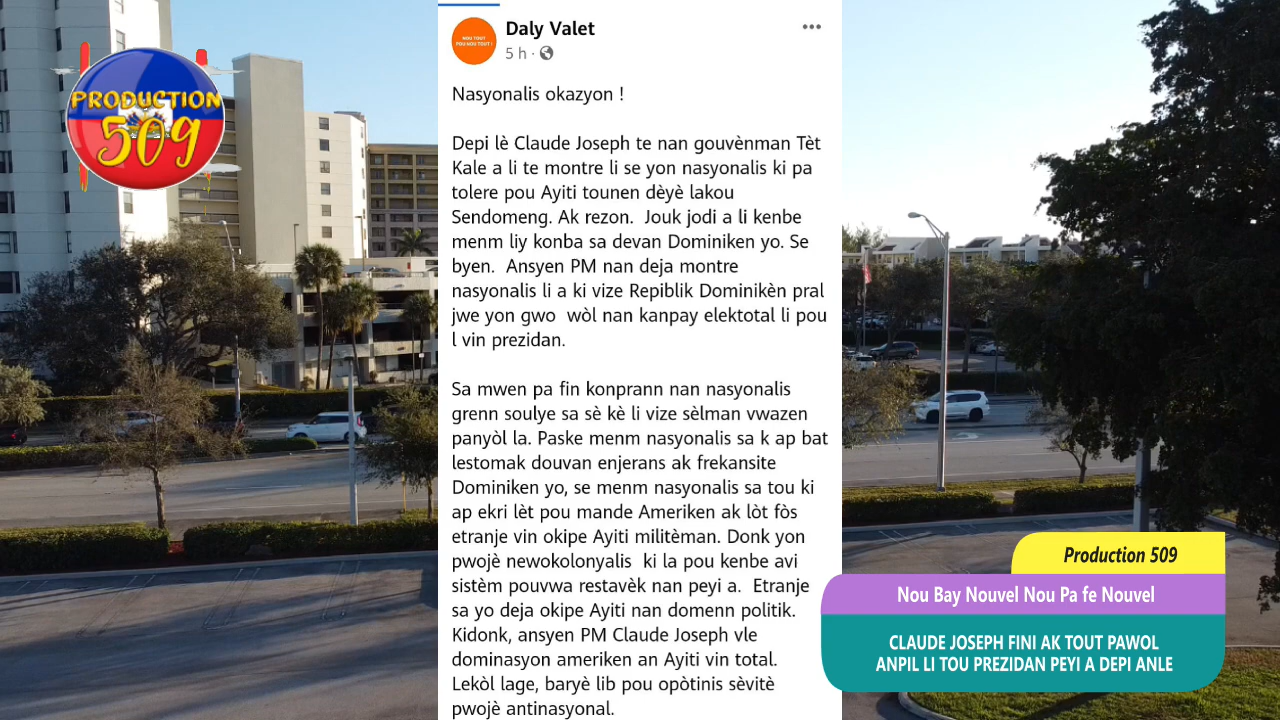 PRODUCTION
509
NOU TOUT
POU NOU TOUT !
Daly Valet
5 h ·
Nasyonalis okazyon !
Depi lè Claude Joseph te nan gouvènman Tèt
Kale a li te montre li se yon nasyonalis ki pa
tolere pou Ayiti tounen dèyè lakou
Sendomeng. Ak rezon. Jouk jodi a li kenbe
menm liy konba sa devan Dominiken yo. Se
byen. Ansyen PM nan deja montre
nasyonalis li a ki vize Repiblik Dominikèn pral
jwe yon gwo wòl nan kanpay elektotal li pou
l vin prezidan.
Sa mwen pa fin konprann nan nasyonalis
grenn soulye sa sè kè li vize sèlman vwazen
panyòl la. Paske menm nasyonalis sa k ap bat
lestomak douvan enjerans ak frekansite
Dominiken yo, se menm nasyonalis sa tou ki
ap ekri lèt pou mande Ameriken ak lòt fòs
etranje vin okipe Ayiti militèman. Donk yon
pwojè newokolonyalis ki la pou kenbe avi
sistèm pouvwa restavèk nan peyi a. Etranje
sa yo deja okipe Ayiti nan domenn politik.
Kidonk, ansyen PM Claude Joseph vle
dominasyon ameriken an Ayiti vin total.
Lekòl lage, baryè lib pou opòtinis sèvitè
pwojè antinasyonal.
Production 509
Nou Bay Nouvel Nou Pa fe Nouvel
CLAUDE JOSEPH FINI AK TOUT PAWOL
ANPIL LI TOU PREZIDAN PEYI A DEPI ANLE